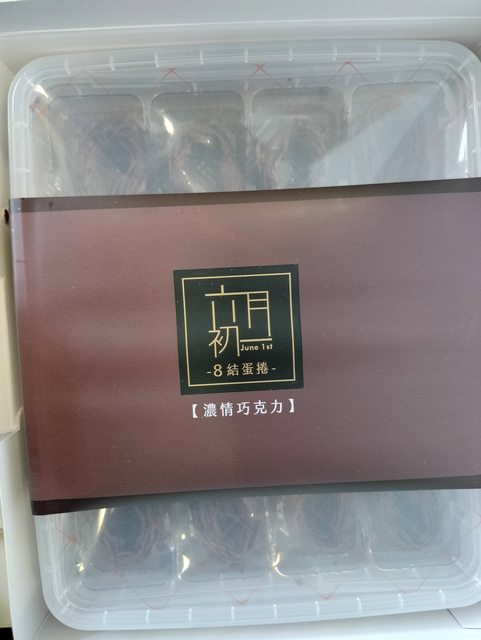 六月
初一
June 1st
-8結蛋捲-
【濃情巧克力】